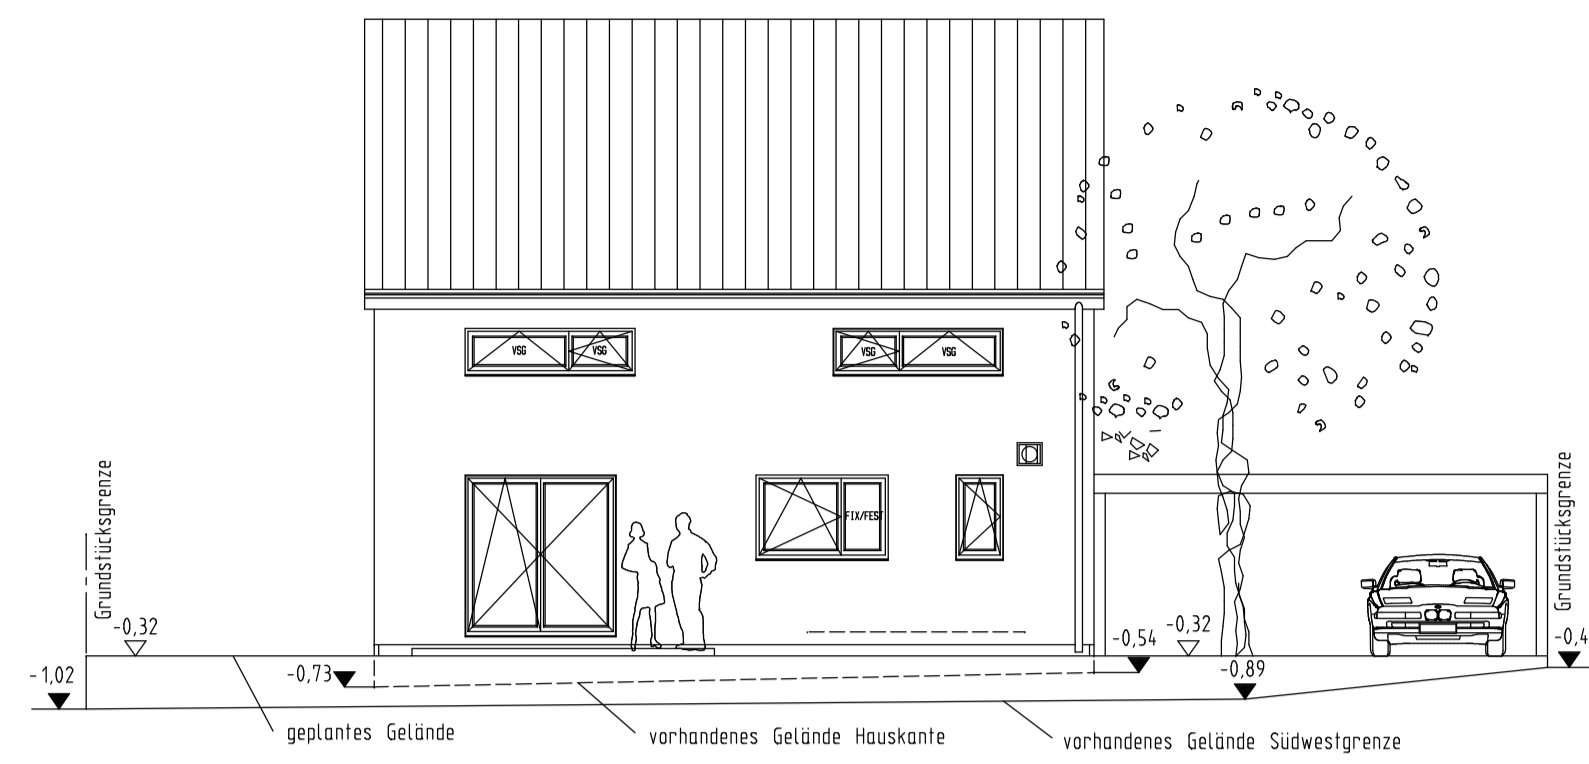 VSG
VSG
VSG
VSG
FIX/FEST
Grundstücksgrenze
Grundstücksgrenze
-0,32
-0,54
-0,32
-0,4
-1,02
-0,73
-0,89
geplantes Gelände
vorhandenes Gelände Hauskante
vorhandenes Gelände Südwestgrenze